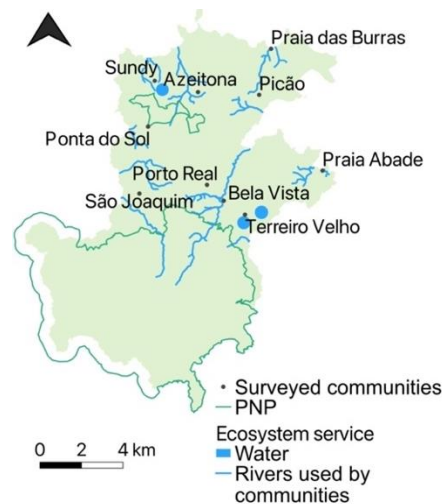 Praia das Burras
Sundy
Azeitona
Picão
Ponta do Sol
Praia Abade
Porto Real
Bela Vista
São Joaquim
Terreiro Velho
Surveyed communities
PNP
Ecosystem service
Water
Rivers used by
communities
0 2 4 km